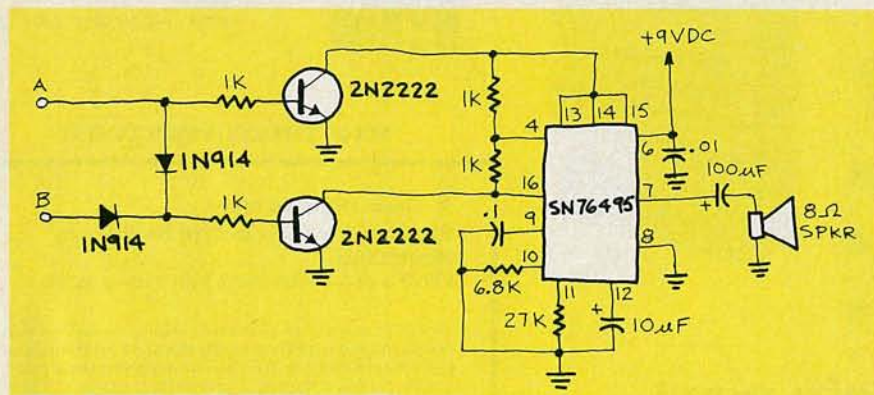 +9VDC
A
1K
2N2222
1K
13
14
15
4
6
.01
1N914
1K
100µF
B
1K
16
SN76495
7
+
8Ω
SPKR
1N914
2N2222
.1
9
8
10
6.8K
11
12
27K
+
10µF